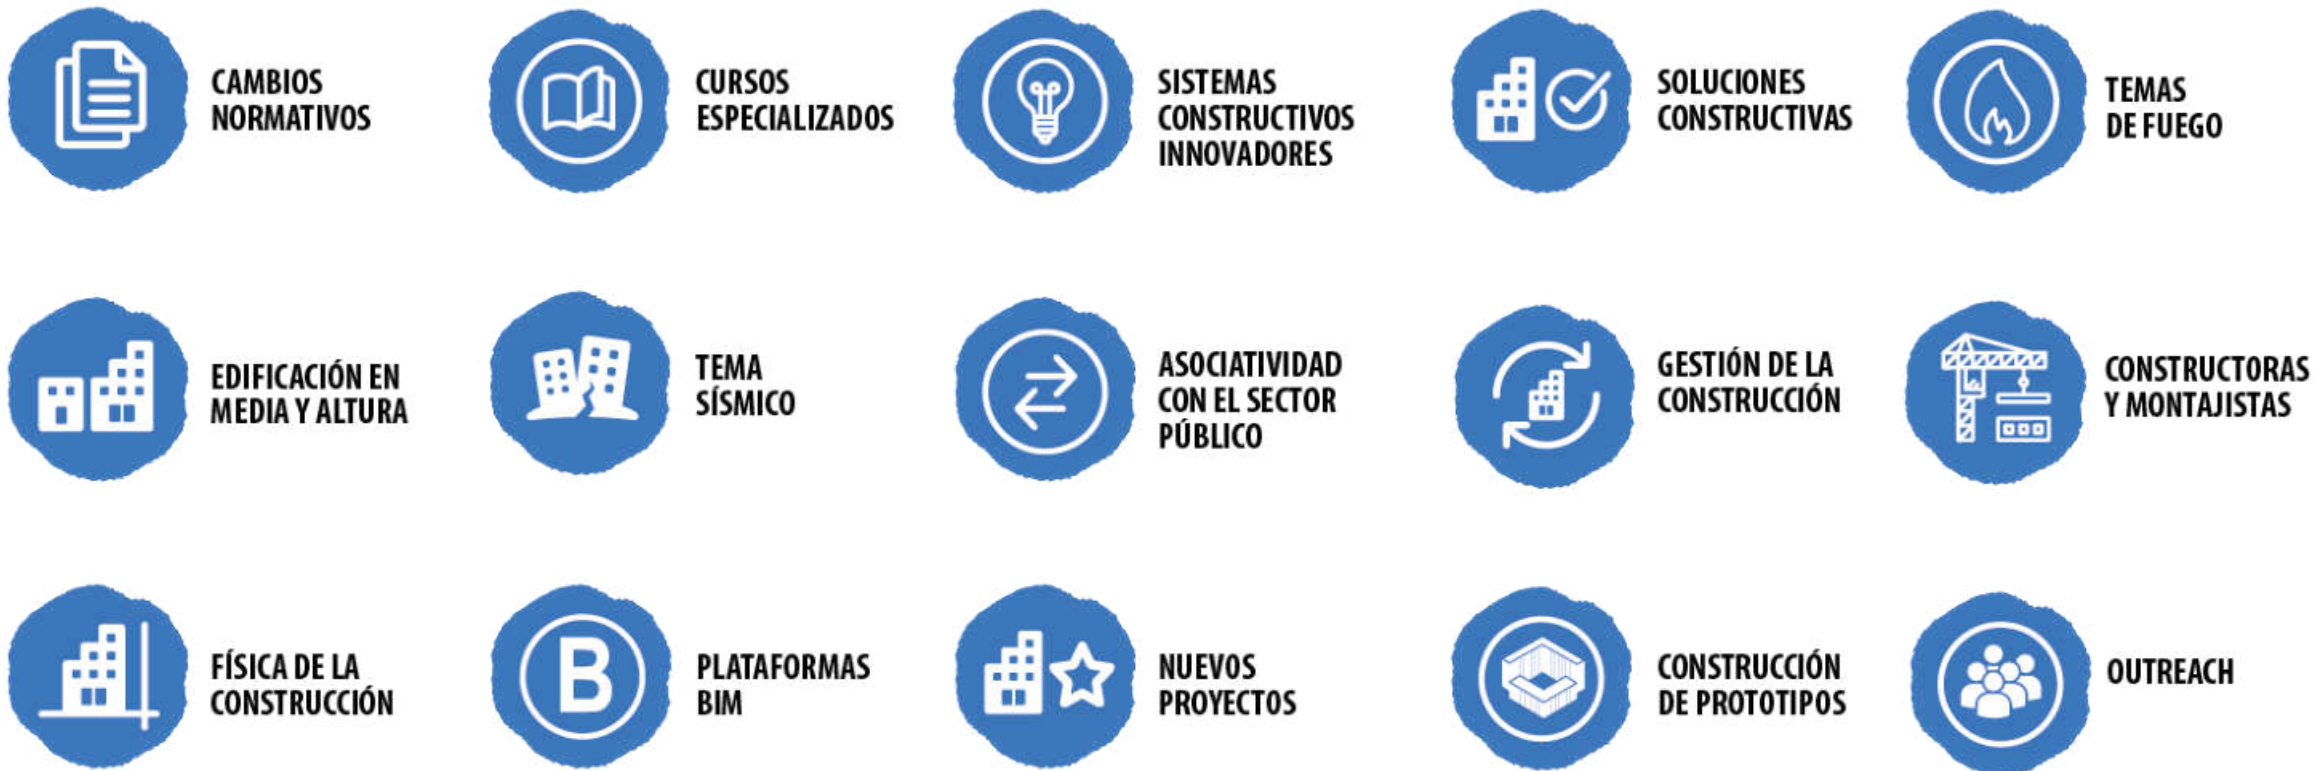 CAMBIOS
NORMATIVOS
CURSOS
ESPECIALIZADOS
SISTEMAS
CONSTRUCTIVOS
INNOVADORES
SOLUCIONES
CONSTRUCTIVAS
TEMAS
DE FUEGO
EDIFICACIÓN EN
MEDIA Y ALTURA
TEMA
SÍSMICO
ASOCIATIVIDAD
CON EL SECTOR
PÚBLICO
GESTIÓN DE LA
CONSTRUCCIÓN
CONSTRUCTORAS
Y MONTAJISTAS
FÍSICA DE LA
CONSTRUCCIÓN
B
PLATAFORMAS
BIM
NUEVOS
PROYECTOS
CONSTRUCCIÓN
DE PROTOTIPOS
OUTREACH